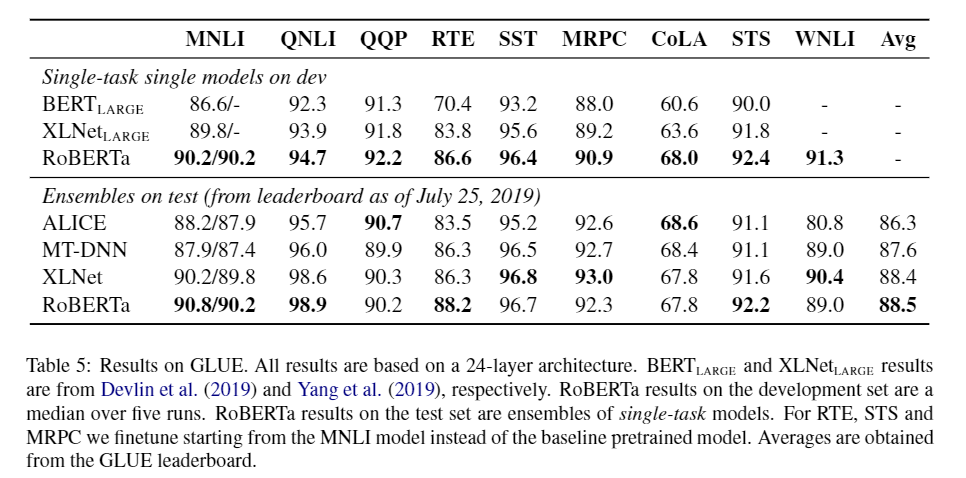 MNLI QNLI QQP RTE SST MRPC CoLA STS WNLI Avg
Single-task single models on dev
BERTLARGE 86.6/- 92.3 91.3 70.4 93.2 88.0 60.6 90.0 - -
XLNetLARGE 89.8/- 93.9 91.8 83.8 95.6 89.2 63.6 91.8 - -
RoBERTa 90.2/90.2 94.7 92.2 86.6 96.4 90.9 68.0 92.4 91.3 -
Ensembles on test (from leaderboard as of July 25, 2019)
ALICE 88.2/87.9 95.7 90.7 83.5 95.2 92.6 68.6 91.1 80.8 86.3
MT-DNN 87.9/87.4 96.0 89.9 86.3 96.5 92.7 68.4 91.1 89.0 87.6
XLNet 90.2/89.8 98.6 90.3 86.3 96.8 93.0 67.8 91.6 90.4 88.4
RoBERTa 90.8/90.2 98.9 90.2 88.2 96.7 92.3 67.8 92.2 89.0 88.5
Table 5: Results on GLUE. All results are based on a 24-layer architecture. BERTLARGE and XLNetLARGE results
are from Devlin et al. (2019) and Yang et al. (2019), respectively. RoBERTa results on the development set are a
median over five runs. RoBERTa results on the test set are ensembles of single-task models. For RTE, STS and
MRPC we finetune starting from the MNLI model instead of the baseline pretrained model. Averages are obtained
from the GLUE leaderboard.